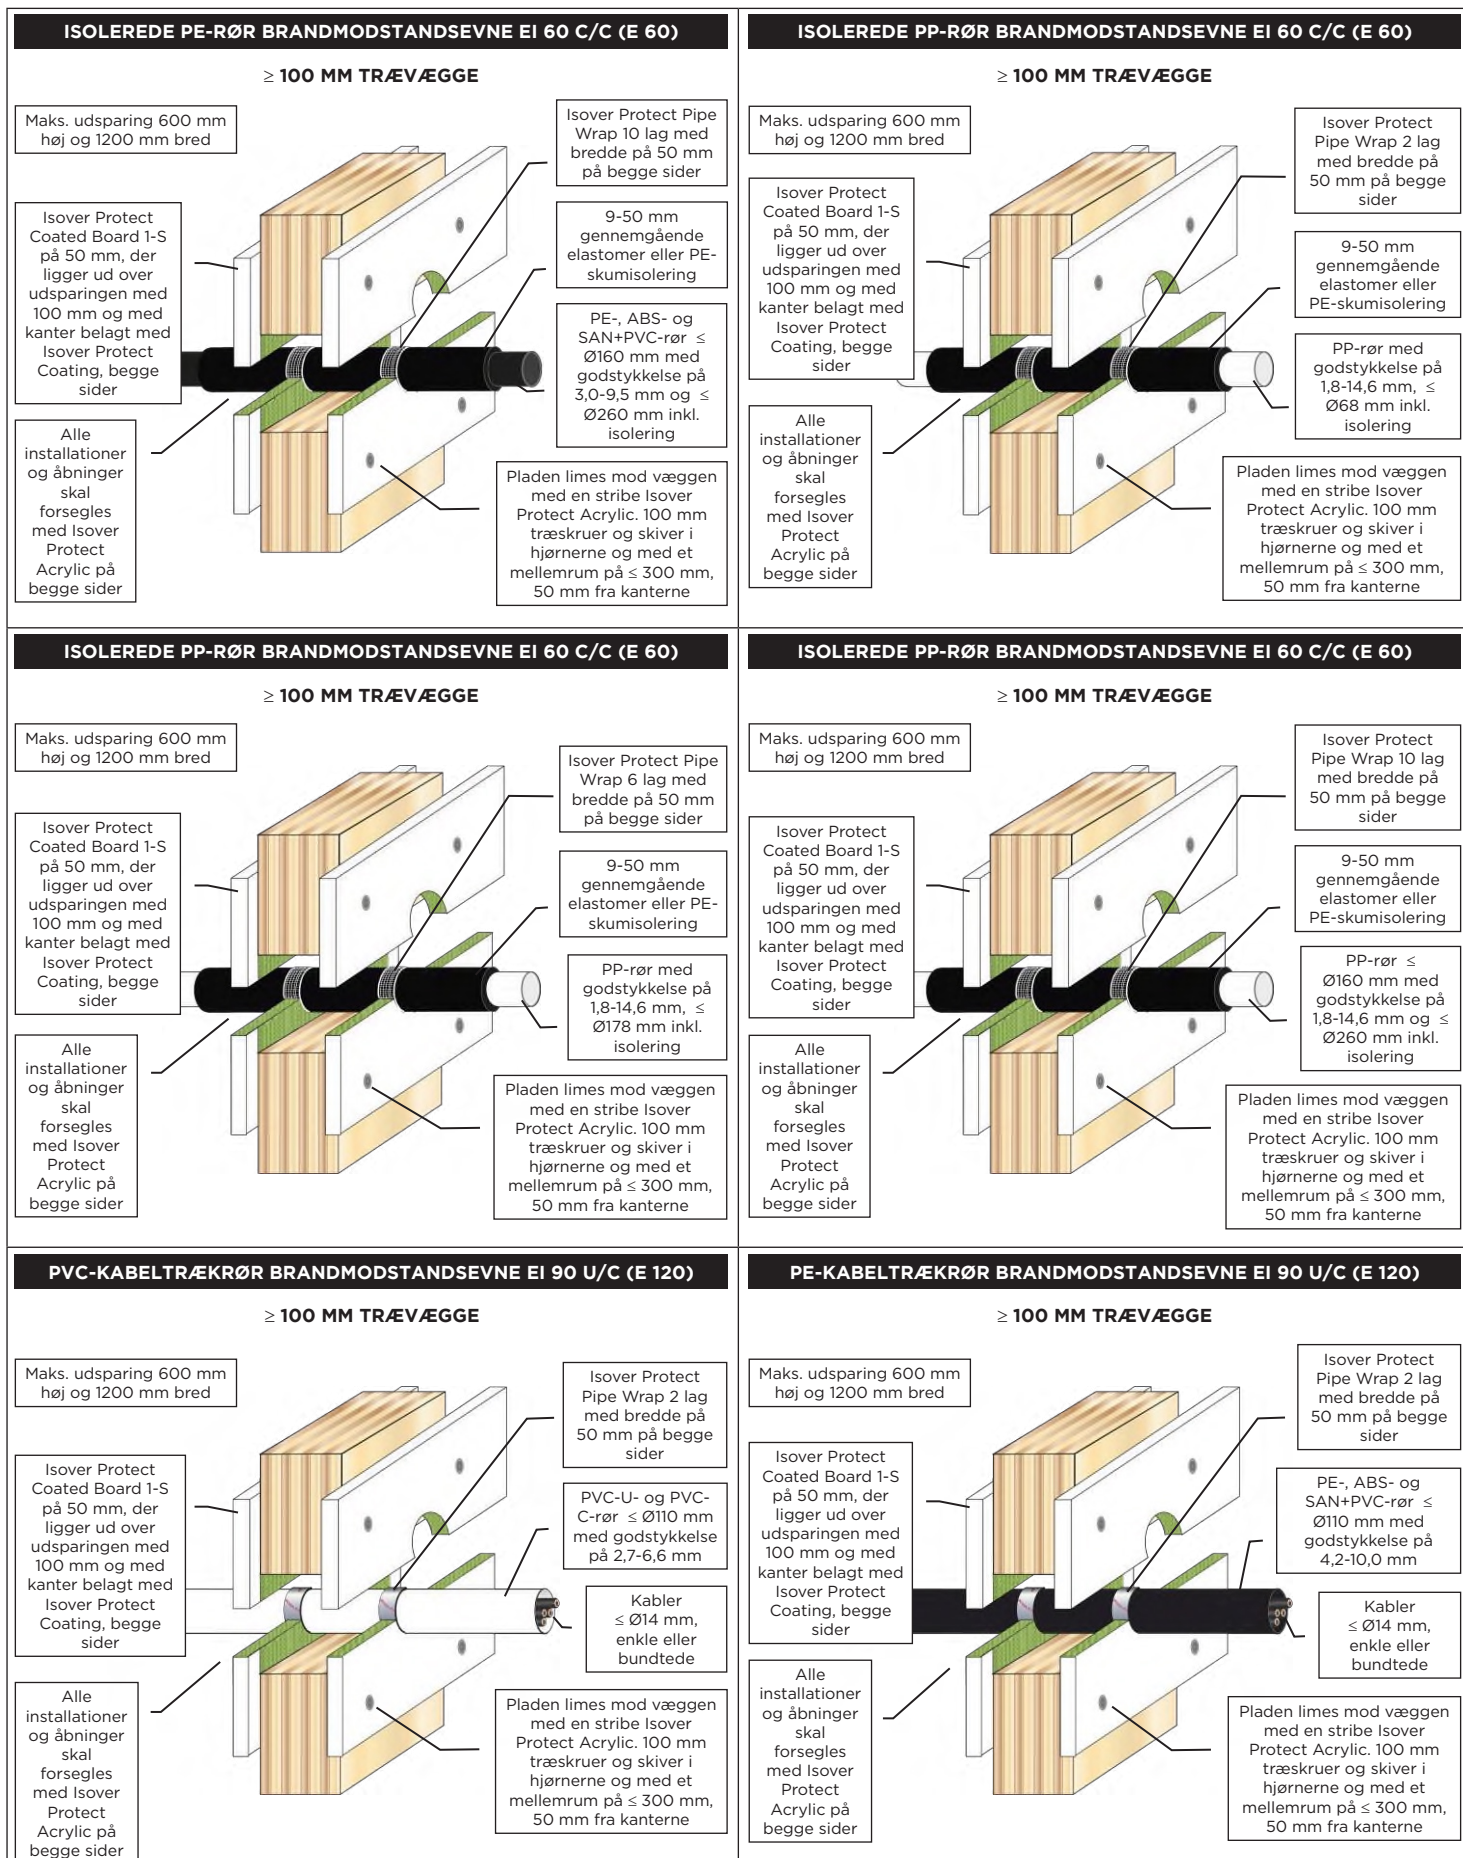 ISOLEREDE PE-RØR BRANDMODSTANDSEVNE EI 60 C/C (E 60)
≥ 100 MM TRÆVÆGGE
Maks. udsparing 600 mm
høj og 1200 mm bred
Isover Protect
Coated Board 1-S
på 50 mm, der
ligger ud over
udsparingen med
100 mm og med
kanter belagt med
Isover Protect
Coating, begge
sider
Alle
installationer
og åbninger
skal
forsegles
med Isover
Protect
Acrylic på
begge sider
Isover Protect Pipe
Wrap 10 lag med
bredde på 50 mm
på begge sider
9-50 mm
gennemgående
elastomer eller PE-
skumisolering
PE-, ABS- og
SAN+PVC-rør ≤
Ø160 mm med
godstykkelse på
3,0-9,5 mm og ≤
Ø260 mm inkl.
isolering
Pladen limes mod væggen
med en stribe Isover
Protect Acrylic. 100 mm
træskruer og skiver i
hjørnerne og med et
mellemrum på ≤ 300 mm,
50 mm fra kanterne
ISOLEREDE PP-RØR BRANDMODSTANDSEVNE EI 60 C/C (E 60)
≥ 100 MM TRÆVÆGGE
Maks. udsparing 600 mm
høj og 1200 mm bred
Isover Protect
Coated Board 1-S
på 50 mm, der
ligger ud over
udsparingen med
100 mm og med
kanter belagt med
Isover Protect
Coating, begge
sider
Alle
installationer
og åbninger
skal
forsegles
med Isover
Protect
Acrylic på
begge sider
Isover Protect
Pipe Wrap 2 lag
med bredde på
50 mm på begge
sider
9-50 mm
gennemgående
elastomer eller
PE-skumisolering
PP-rør med
godstykkelse på
1,8-14,6 mm, ≤
Ø68 mm inkl.
isolering
Pladen limes mod væggen
med en stribe Isover
Protect Acrylic. 100 mm
træskruer og skiver i
hjørnerne og med et
mellemrum på ≤ 300 mm,
50 mm fra kanterne
ISOLEREDE PP-RØR BRANDMODSTANDSEVNE EI 60 C/C (E 60)
≥ 100 MM TRÆVÆGGE
Maks. udsparing 600 mm
høj og 1200 mm bred
Isover Protect
Coated Board 1-S
på 50 mm, der
ligger ud over
udsparingen med
100 mm og med
kanter belagt med
Isover Protect
Coating, begge
sider
Alle
installationer
og åbninger
skal
forsegles
med Isover
Protect
Acrylic på
begge sider
Isover Protect Pipe
Wrap 6 lag med
bredde på 50 mm
på begge sider
9-50 mm
gennemgående
elastomer eller PE-
skumisolering
PP-rør med
godstykkelse på
1,8-14,6 mm, ≤
Ø178 mm inkl.
isolering
Pladen limes mod væggen
med en stribe Isover
Protect Acrylic. 100 mm
træskruer og skiver i
hjørnerne og med et
mellemrum på ≤ 300 mm,
50 mm fra kanterne
ISOLEREDE PP-RØR BRANDMODSTANDSEVNE EI 60 C/C (E 60)
≥ 100 MM TRÆVÆGGE
Maks. udsparing 600 mm
høj og 1200 mm bred
Isover Protect
Coated Board 1-S
på 50 mm, der
ligger ud over
udsparingen med
100 mm og med
kanter belagt med
Isover Protect
Coating, begge
sider
Alle
installationer
og åbninger
skal
forsegles
med Isover
Protect
Acrylic på
begge sider
Isover Protect
Pipe Wrap 10 lag
med bredde på
50 mm på begge
sider
9-50 mm
gennemgående
elastomer eller
PE-skumisolering
PP-rør ≤
Ø160 mm med
godstykkelse på
1,8-14,6 mm og ≤
Ø260 mm inkl.
isolering
Pladen limes mod væggen
med en stribe Isover
Protect Acrylic. 100 mm
træskruer og skiver i
hjørnerne og med et
mellemrum på ≤ 300 mm,
50 mm fra kanterne
PVC-KABELTRÆKRØR BRANDMODSTANDSEVNE EI 90 U/C (E 120)
≥ 100 MM TRÆVÆGGE
Maks. udsparing 600 mm
høj og 1200 mm bred
Isover Protect
Coated Board 1-S
på 50 mm, der
ligger ud over
udsparingen med
100 mm og med
kanter belagt med
Isover Protect
Coating, begge
sider
Alle
installationer
og åbninger
skal
forsegles
med Isover
Protect
Acrylic på
begge sider
Isover Protect
Pipe Wrap 2 lag
med bredde på
50 mm på begge
sider
PVC-U- og PVC-
C-rør ≤ Ø110 mm
med godstykkelse
på 2,7-6,6 mm
Kabler
≤ Ø14 mm,
enkle eller
bundtede
Pladen limes mod væggen
med en stribe Isover
Protect Acrylic. 100 mm
træskruer og skiver i
hjørnerne og med et
mellemrum på ≤ 300 mm,
50 mm fra kanterne
PE-KABELTRÆKRØR BRANDMODSTANDSEVNE EI 90 U/C (E 120)
≥ 100 MM TRÆVÆGGE
Maks. udsparing 600 mm
høj og 1200 mm bred
Isover Protect
Coated Board 1-S
på 50 mm, der
ligger ud over
udsparingen med
100 mm og med
kanter belagt med
Isover Protect
Coating, begge
sider
Alle
installationer
og åbninger
skal
forsegles
med Isover
Protect
Acrylic på
begge sider
Isover Protect
Pipe Wrap 2 lag
med bredde på
50 mm på begge
sider
PE-, ABS- og
SAN+PVC-rør ≤
Ø110 mm med
godstykkelse på
4,2-10,0 mm
Kabler
≤ Ø14 mm,
enkle eller
bundtede
Pladen limes mod væggen
med en stribe Isover
Protect Acrylic. 100 mm
træskruer og skiver i
hjørnerne og med et
mellemrum på ≤ 300 mm,
50 mm fra kanterne